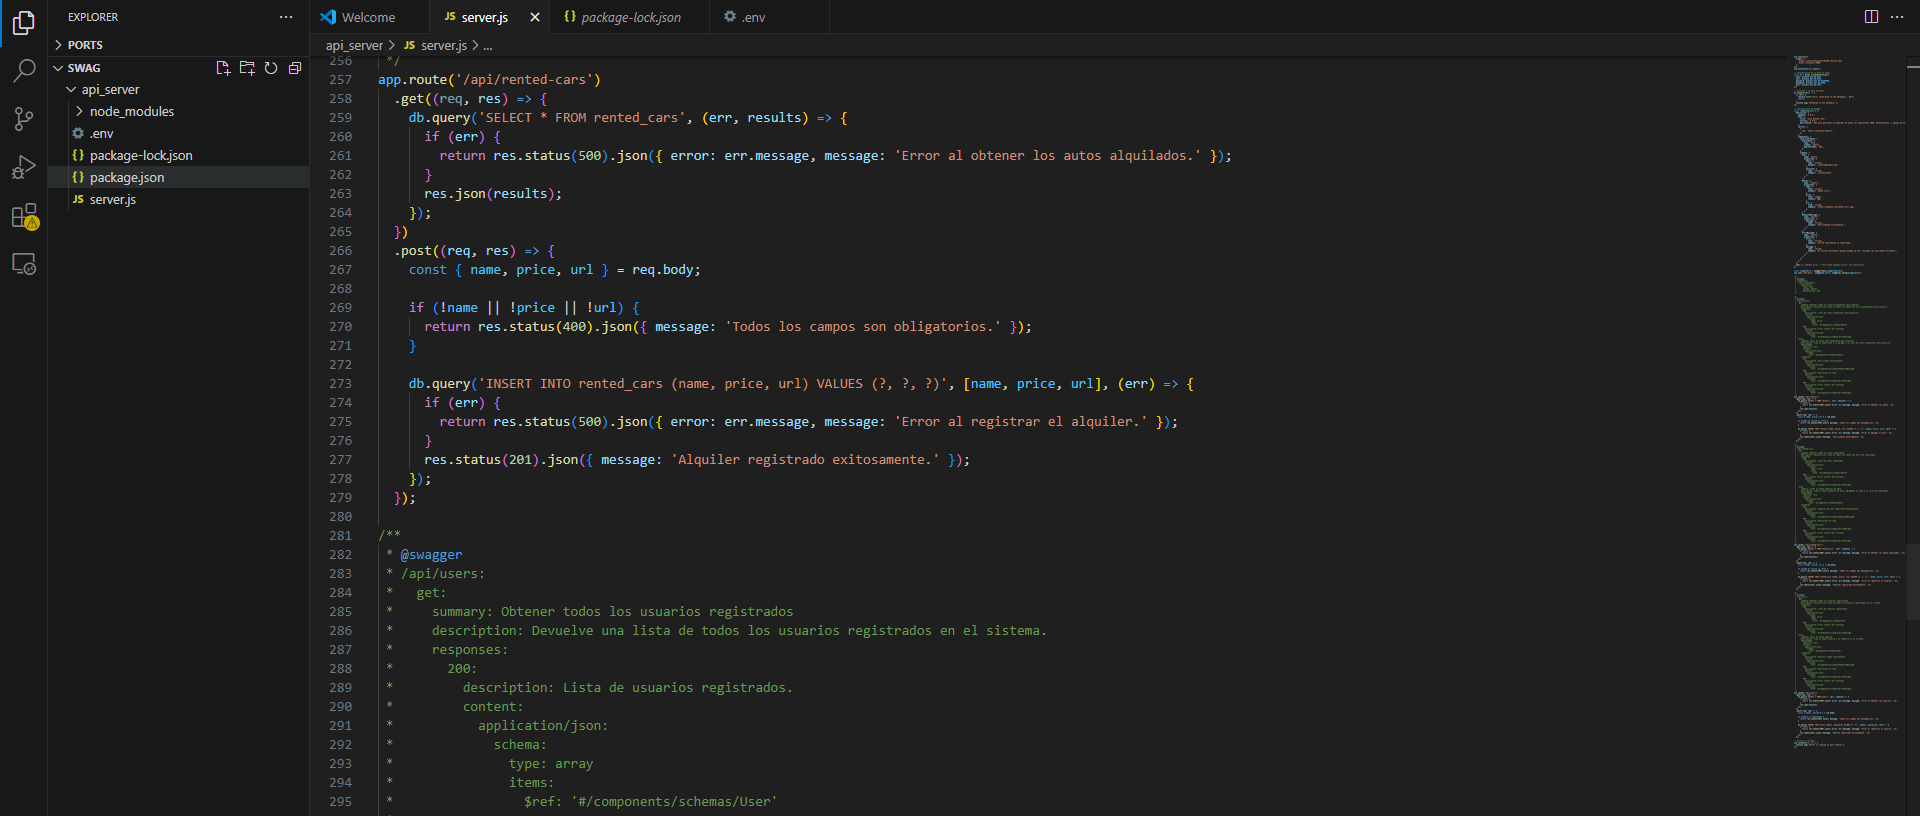 EXPLORER
PORTS
SWAG
api_server
node_modules
.env
package-lock.json
package.json
server.js
Welcome
server.js
package-lock.json
.env
api_server > JS server.js > ...
256 */
257 app.route('/api/rented-cars')
258 .get((req, res) => {
259 db.query('SELECT * FROM rented_cars', (err, results) => {
260 if (err) {
261 return res.status(500).json({ error: err.message, message: 'Error al obtener los autos alquilados.' });
262 }
263 res.json(results);
264 });
265 })
266 .post((req, res) => {
267 const { name, price, url } = req.body;
268
269 if (!name || !price || !url) {
270 return res.status(400).json({ message: 'Todos los campos son obligatorios.' });
271 }
272
273 db.query('INSERT INTO rented_cars (name, price, url) VALUES (?, ?, ?)', [name, price, url], (err) => {
274 if (err) {
275 return res.status(500).json({ error: err.message, message: 'Error al registrar el alquiler.' });
276 }
277 res.status(201).json({ message: 'Alquiler registrado exitosamente.' });
278 });
279 });
280
281 /**
282 * @swagger
283 * /api/users:
284 * get:
285 * summary: Obtener todos los usuarios registrados
286 * description: Devuelve una lista de todos los usuarios registrados en el sistema.
287 * responses:
288 * 200:
289 * description: Lista de usuarios registrados.
290 * content:
291 * application/json:
292 * schema:
293 * type: array
294 * items:
295 * $ref: '#/components/schemas/User'